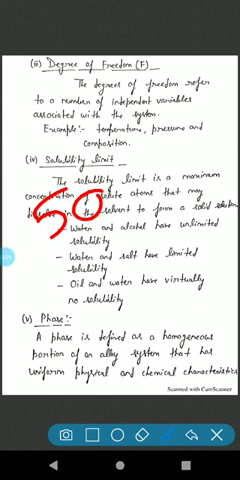 (iii) Degree of Freedom (F)
The degrees of freedom refer
to a number of independent variables
associated with the system.
Example:- temperature, pressure and
composition.
(iv) Solubility limit
The solubility limit is a maximum
concentration of solute atoms that may
dissolve in the solvent to form a solid solution
50
- Water and alcohol have unlimited
solubility
- Water and salt have limited
solubility
- Oil and water have virtually
no solubility
(v) Phase:-
A phase is defined as a homogeneous
portion of an alloy system that has
uniform physical and chemical characteristics
Scanned with CamScanner